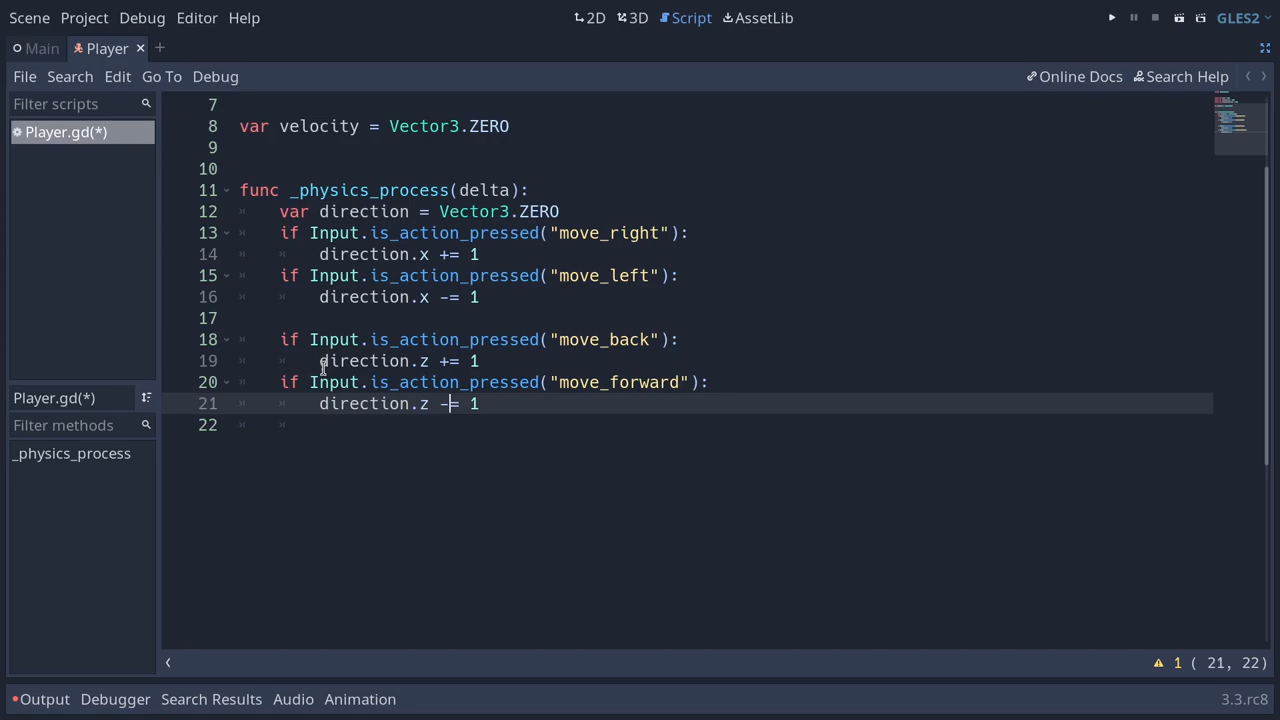 Scene Project Debug Editor Help 2D 3D Script AssetLib GLES2
Main Player
File Search Edit Go To Debug Online Docs Search Help
Filter scripts
Player.gd(*)
Player.gd(*)
Filter methods
_physics_process
7
8 var velocity = Vector3.ZERO
9
10
11 func _physics_process(delta):
12 var direction = Vector3.ZERO
13 if Input.is_action_pressed("move_right"):
14 direction.x += 1
15 if Input.is_action_pressed("move_left"):
16 direction.x -= 1
17
18 if Input.is_action_pressed("move_back"):
19 direction.z += 1
20 if Input.is_action_pressed("move_forward"):
21 direction.z -= 1
22
1 ( 21, 22)
Output Debugger Search Results Audio Animation 3.3.rc8